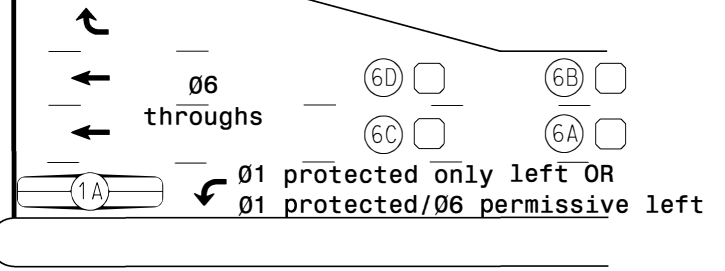 Ø6
throughs
6D
6B
6C
6A
1A
Ø1 protected only left OR
Ø1 protected/Ø6 permissive left